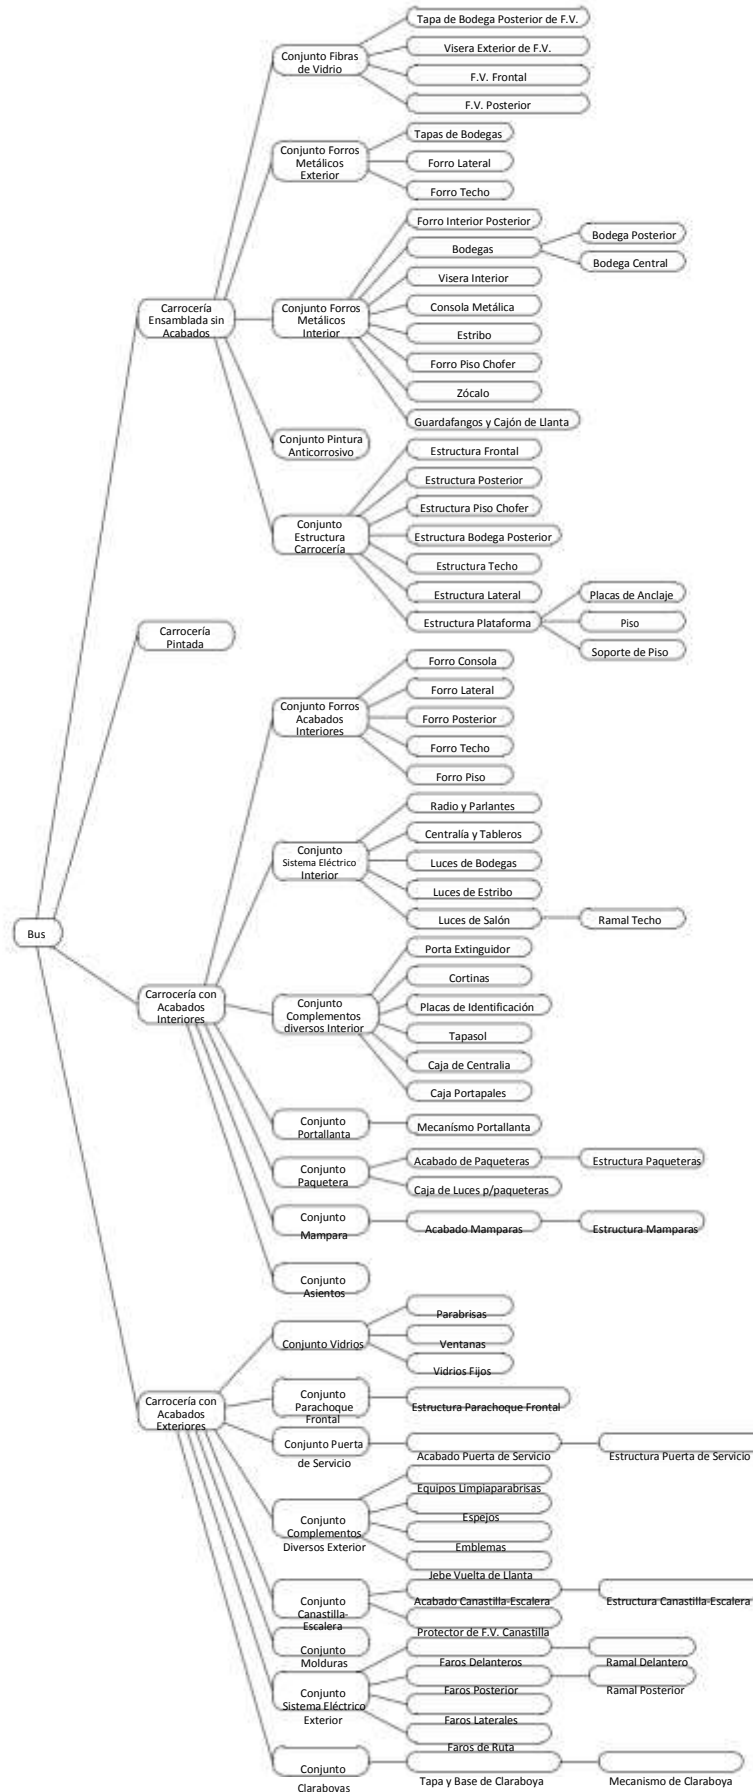 Tapa de Bodega Posterior de F.V.
Conjunto Fibras
de Vidrio
Visera Exterior de F.V.
F.V. Frontal
F.V. Posterior
Tapas de Bodegas
Conjunto Forros
Metálicos
Exterior
Forro Lateral
Forro Techo
Forro Interior Posterior
Bodegas
Bodega Posterior
Bodega Central
Visera Interior
Carrocería
Ensamblada sin
Acabados
Conjunto Forros
Metálicos
Interior
Consola Metálica
Estribo
Forro Piso Chofer
Zócalo
Guardafangos y Cajón de Llanta
Conjunto Pintura
Anticorrosivo
Estructura Frontal
Estructura Posterior
Estructura Piso Chofer
Conjunto
Estructura
Carrocería
Estructura Bodega Posterior
Estructura Techo
Estructura Lateral
Estructura Plataforma
Placas de Anclaje
Piso
Soporte de Piso
Carrocería
Pintada
Forro Consola
Forro Lateral
Conjunto Forros
Acabados
Interiores
Forro Posterior
Forro Techo
Forro Piso
Radio y Parlantes
Centralía y Tableros
Conjunto
Sistema Eléctrico
Interior
Luces de Bodegas
Luces de Estribo
Luces de Salón
Ramal Techo
Bus
Porta Extinguidor
Cortinas
Carrocería con
Acabados
Interiores
Conjunto
Complementos
diversos Interior
Placas de Identificación
Tapasol
Caja de Centralia
Caja Portapales
Conjunto
Portallanta
Mecanísmo Portallanta
Conjunto
Paquetera
Acabado de Paqueteras
Estructura Paqueteras
Caja de Luces p/paqueteras
Conjunto
Mampara
Acabado Mamparas
Estructura Mamparas
Conjunto
Asientos
Parabrisas
Conjunto Vidrios
Ventanas
Vidrios Fijos
Carrocería con
Acabados
Exteriores
Conjunto
Parachoque
Frontal
Estructura Parachoque Frontal
Conjunto Puerta
de Servicio
Acabado Puerta de Servicio
Estructura Puerta de Servicio
Equipos Limpiaparabrisas
Conjunto
Complementos
Diversos Exterior
Espejos
Emblemas
Jebe Vuelta de Llanta
Conjunto
Canastilla-
Escalera
Acabado Canastilla-Escalera
Estructura Canastilla-Escalera
Protector de F.V. Canastilla
Conjunto
Molduras
Faros Delanteros
Ramal Delantero
Conjunto
Sistema Eléctrico
Exterior
Faros Posterior
Ramal Posterior
Faros Laterales
Faros de Ruta
Conjunto
Claraboyas
Tapa y Base de Claraboya
Mecanismo de Claraboya